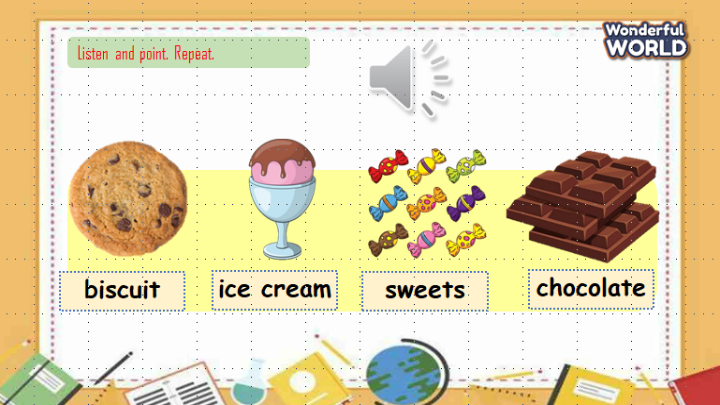 Wonderful
WORLD
Listen and point. Repeat.
biscuit
ice cream
sweets
chocolate